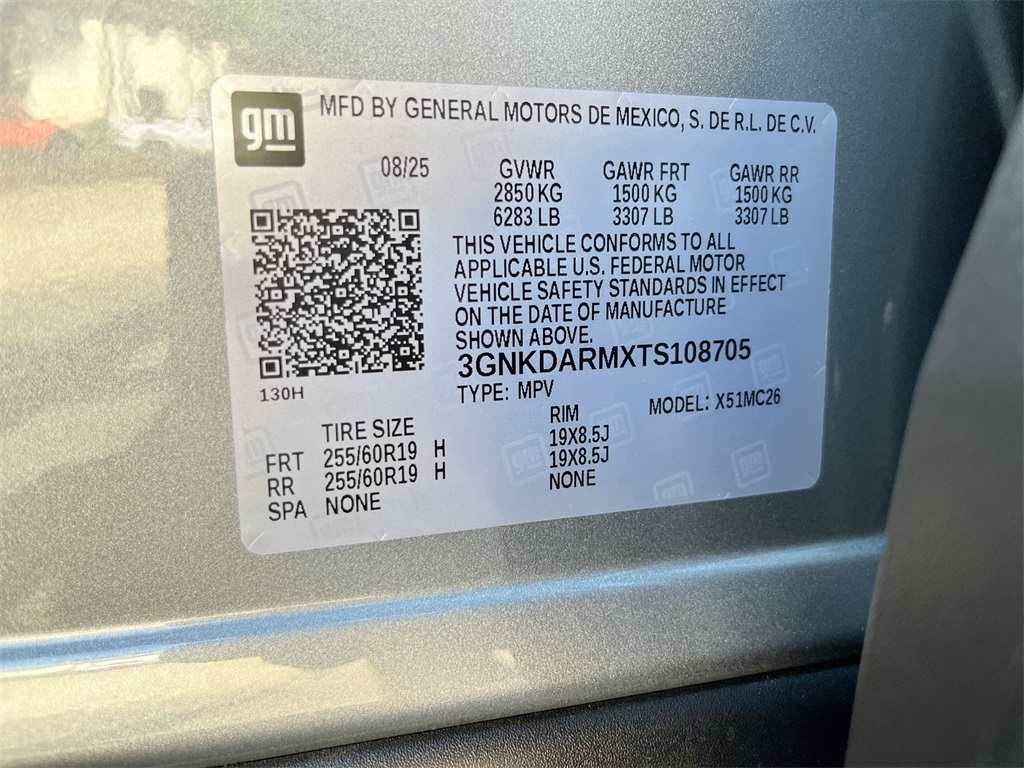 gm MFD BY GENERAL MOTORS DE MEXICO, S. DE R.L. DE C.V.
08/25 GVWR GAWR FRT GAWR RR
2850 KG 1500 KG 1500 KG
6283 LB 3307 LB 3307 LB
THIS VEHICLE CONFORMS TO ALL
APPLICABLE U.S. FEDERAL MOTOR
VEHICLE SAFETY STANDARDS IN EFFECT
ON THE DATE OF MANUFACTURE
SHOWN ABOVE.
3GNKDARMXTS108705
130H
TYPE: MPV MODEL: X51MC26
TIRE SIZE RIM
FRT 255/60R19 H 19X8.5J
RR 255/60R19 H 19X8.5J
SPA NONE NONE